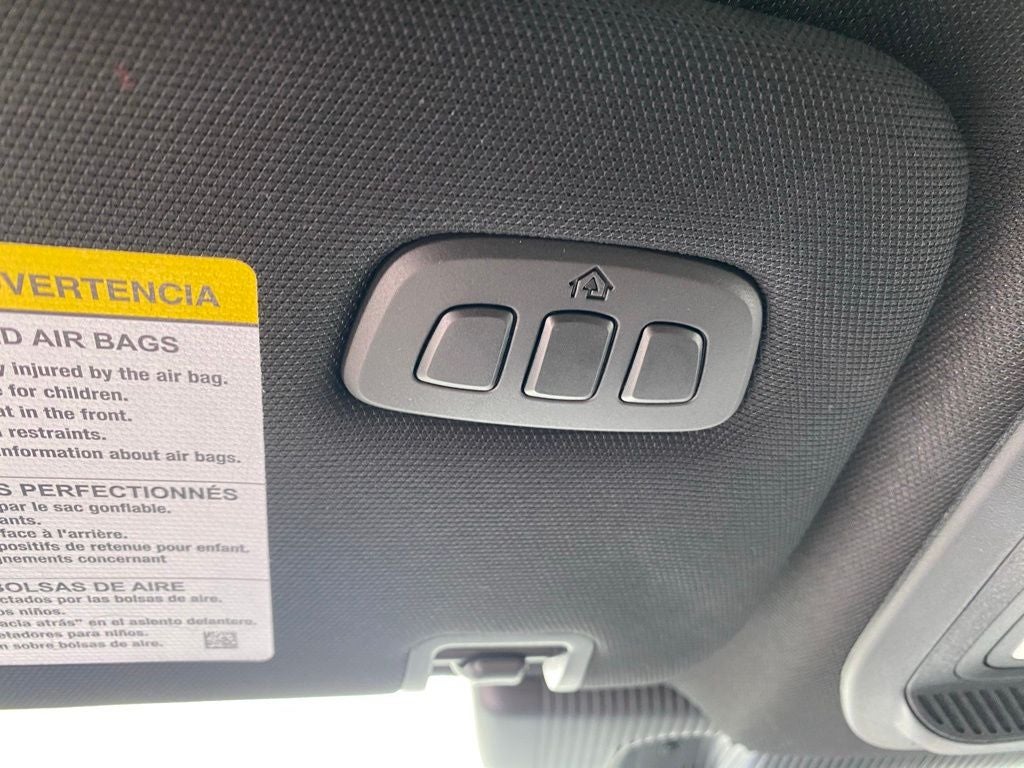 VERTENCIA
D AIR BAGS
y injured by the air bag.
for children.
at in the front.
restraints.
information about air bags.
S PERFECTIONNÉS
par le sac gonflable.
ants.
face à l'arrière.
positifs de retenue pour enfant.
gnements concernant
BOLSAS DE AIRE
ctados por las bolsas de aire.
os niños.
acia atrás" en el asiento delantero.
etadores para niños.
n sobre bolsas de aire.